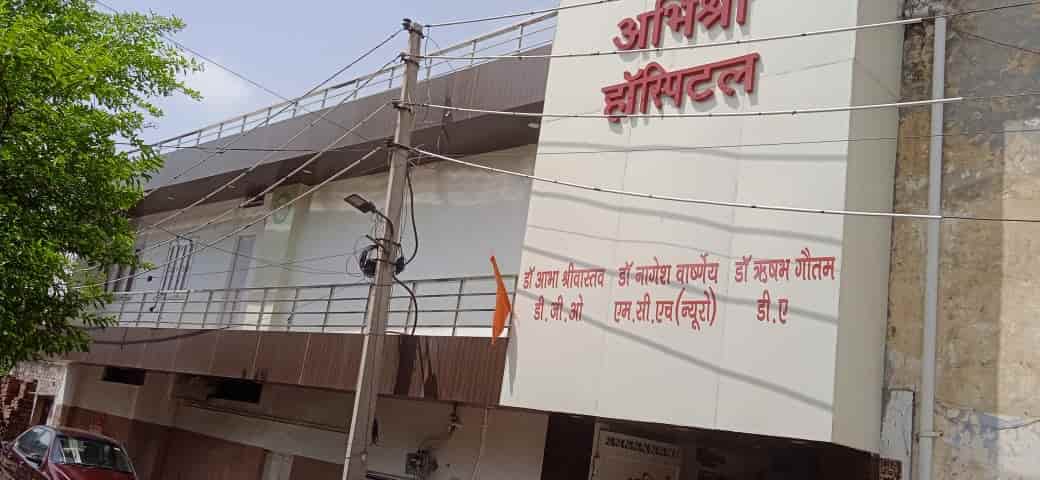 अभिश्री
हॉस्पिटल
डॉ आभा श्रीवास्तव
डी.जी.ओ
डॉ नागेश वार्ष्णेय
एम.सी.एच(न्यूरो)
डॉ ऋषभ गौतम
डी.ए